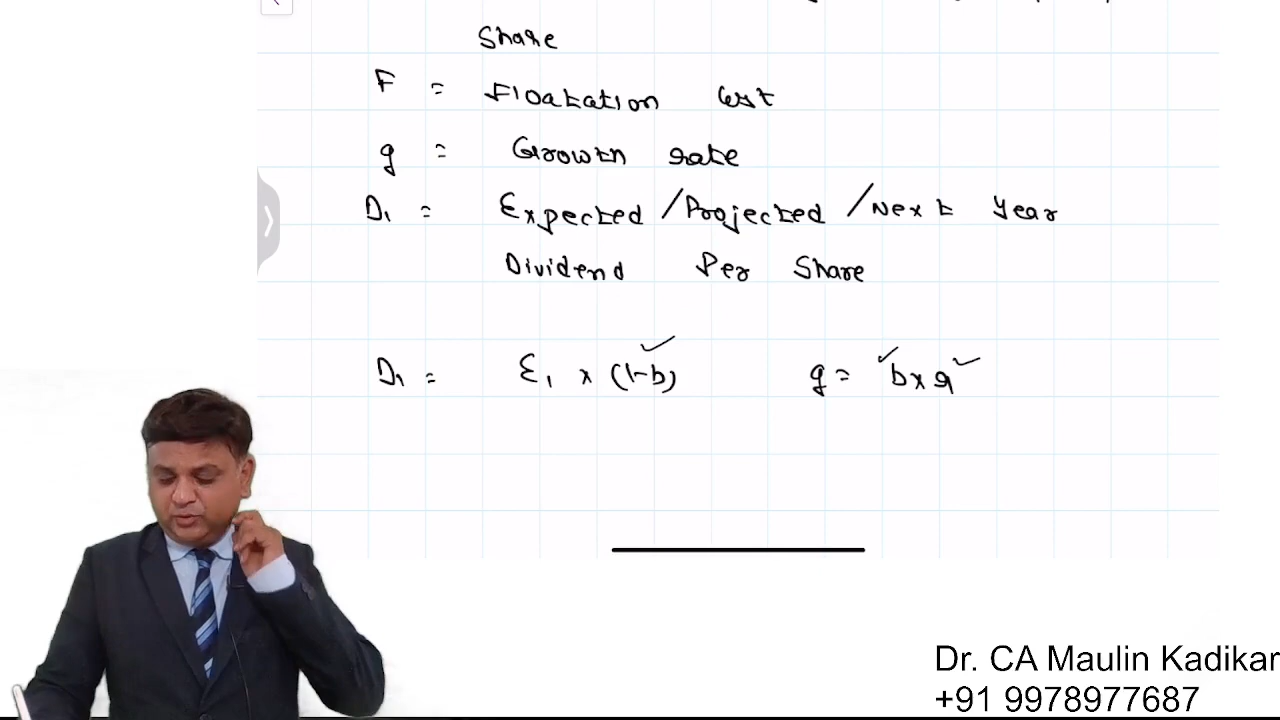 Share
F = Floatation Cost
g = Growth rate
D1 = Expected / Projected / Next Year
Dividend Per Share
D1 = E1 x (1-b) g = b x r
Dr. CA Maulin Kadikar
+91 9978977687